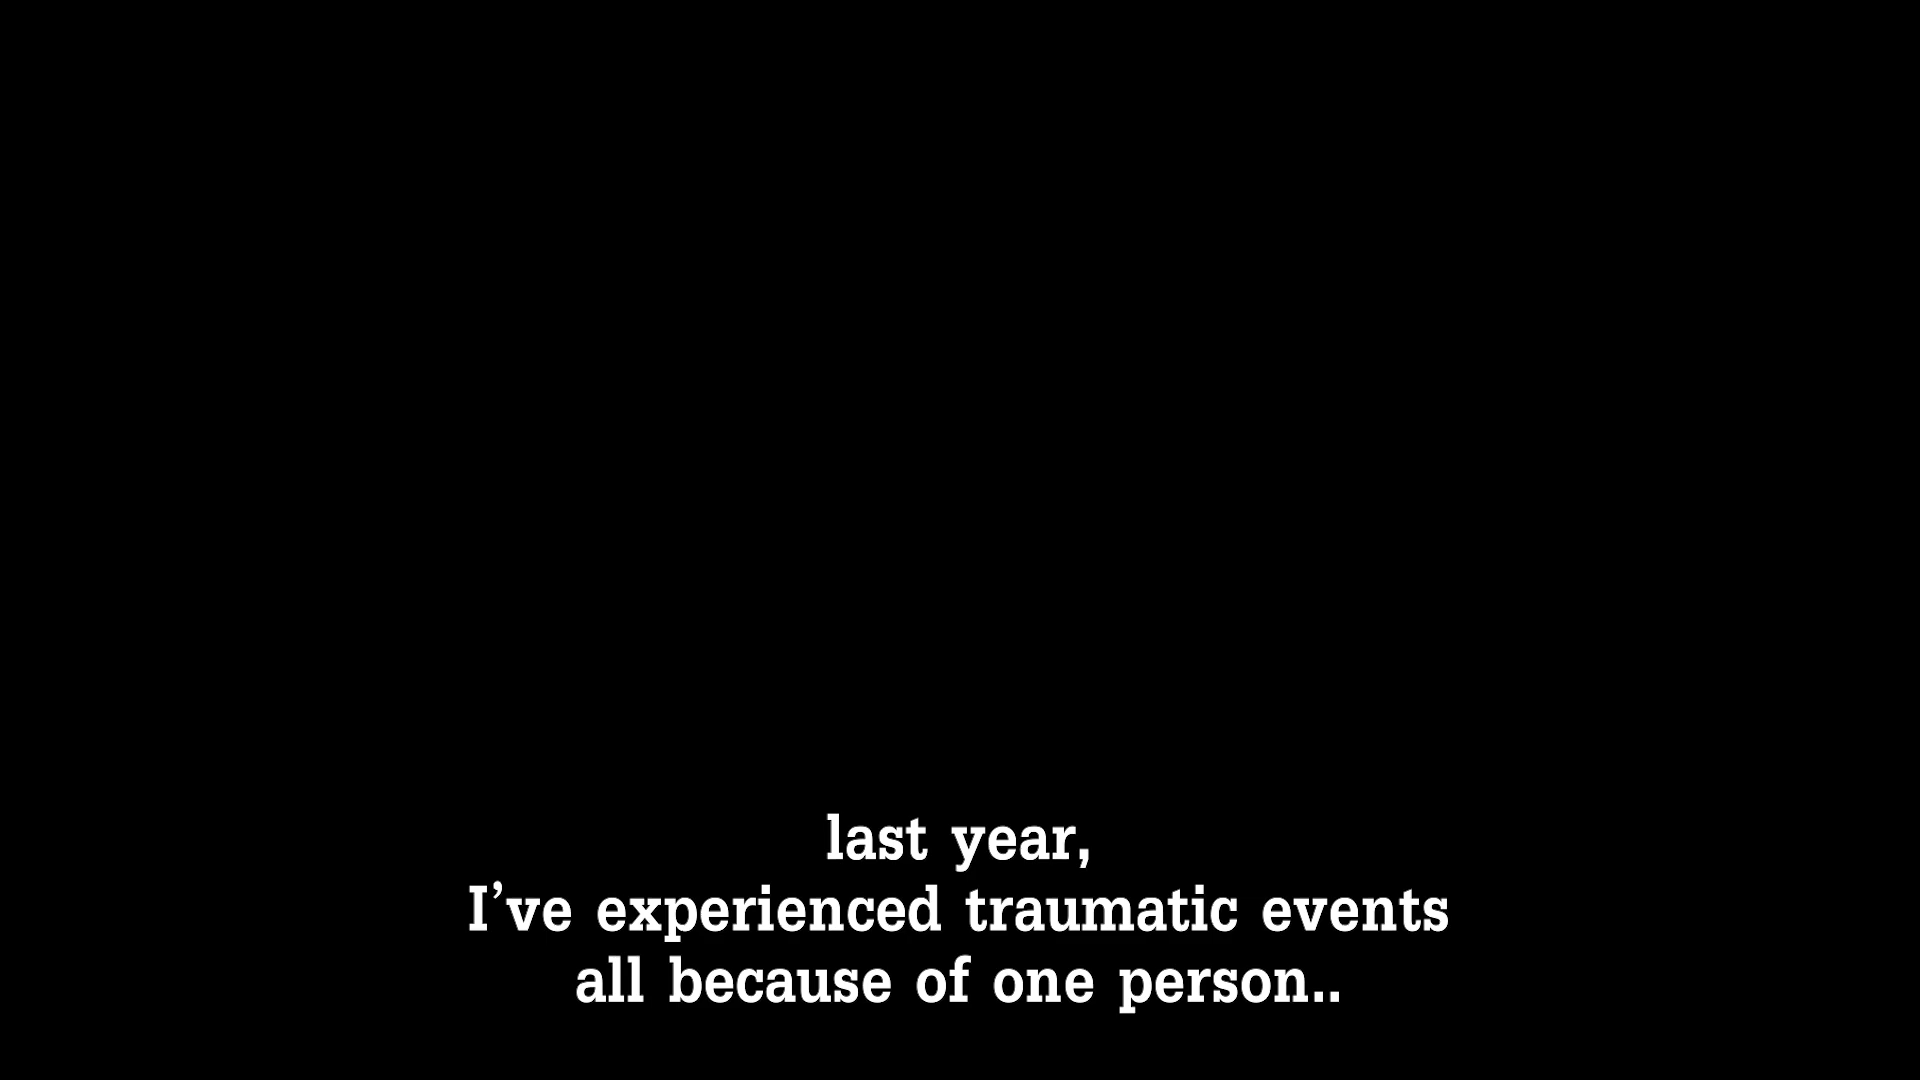 last year,
I’ve experienced traumatic events
all because of one person..